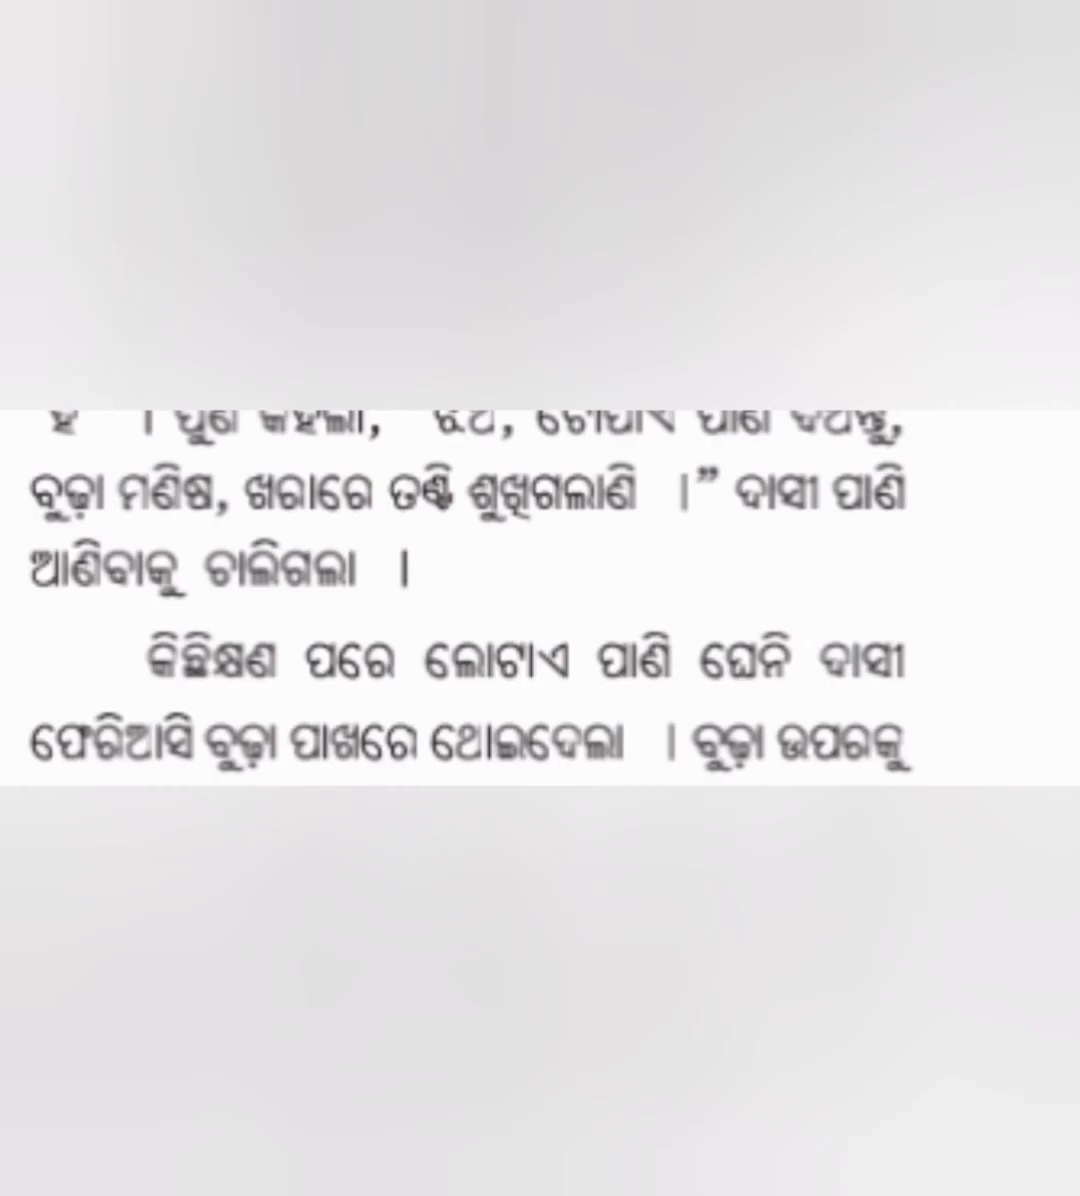 ବୁଢ଼ା ମଣିଷ, ଖରାରେ ତଣ୍ଟି ଶୁଖିଗଲାଣି ।” ଦାସୀ ପାଣି
ଆଣିବାକୁ ଚାଲିଗଲା ।
କିଛିକ୍ଷଣ ପରେ ଲୋଟାଏ ପାଣି ଘେନି ଦାସୀ
ଫେରିଆସି ବୁଢ଼ା ପାଖରେ ଥୋଇଦେଲା । ବୁଢ଼ା ଉପରକୁ